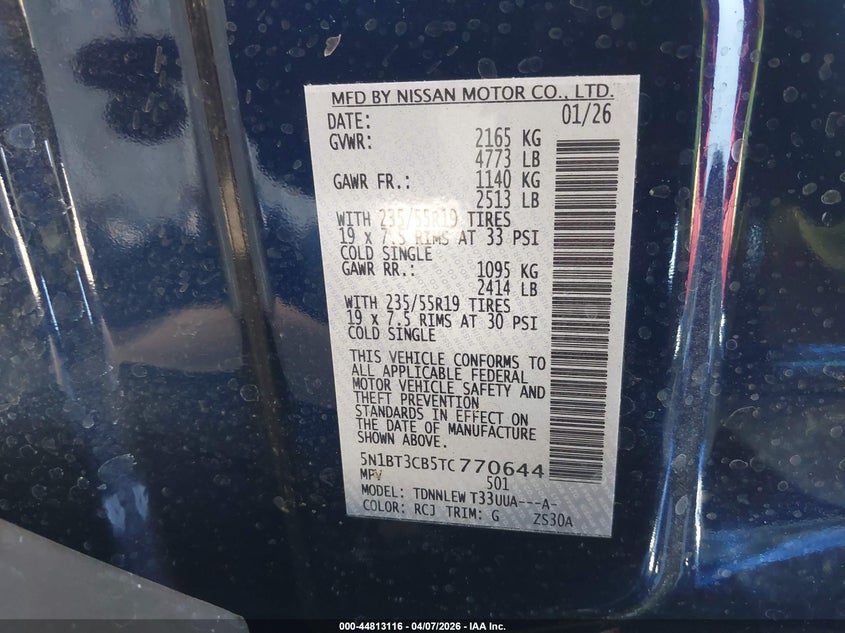 MFD BY NISSAN MOTOR CO., LTD.
DATE: 01/26
GVWR: 2165 KG
4773 LB
GAWR FR.: 1140 KG
2513 LB
WITH 235/55R19 TIRES
19 x 7.5 RIMS AT 33 PSI
COLD SINGLE
GAWR RR.: 1095 KG
2414 LB
WITH 235/55R19 TIRES
19 x 7.5 RIMS AT 30 PSI
COLD SINGLE
THIS VEHICLE CONFORMS TO
ALL APPLICABLE FEDERAL
MOTOR VEHICLE SAFETY AND
THEFT PREVENTION
STANDARDS IN EFFECT ON
THE DATE OF MANUFACTURE
SHOWN ABOVE.
5N1BT3CB5TC770644
MPV 501
MODEL: TDNNLEW T33UUA---A-
COLOR: RCJ TRIM: G ZS30A
000-44813116 - 04/07/2026 - IAA Inc.